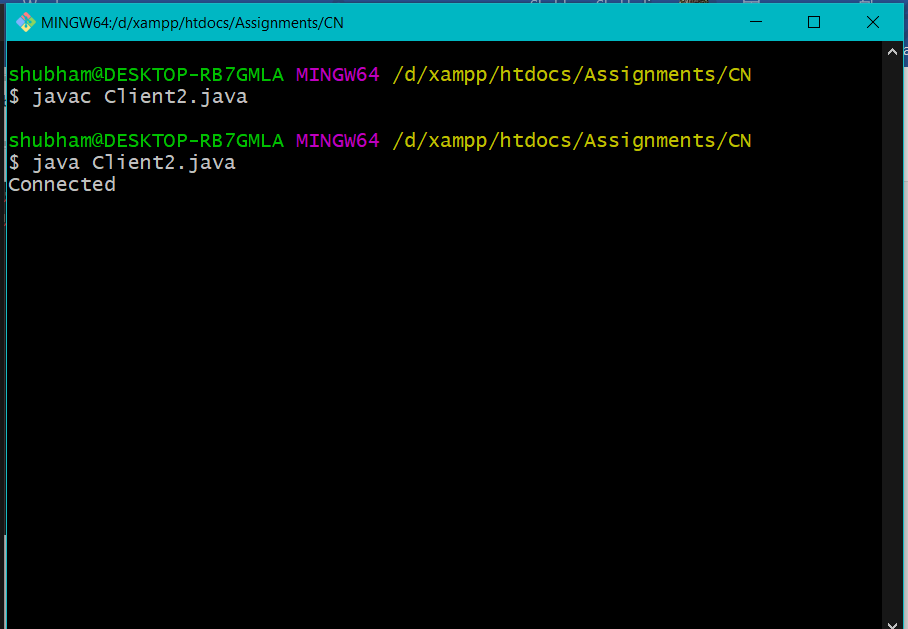 MINGW64:/d/xampp/htdocs/Assignments/CN
shubham@DESKTOP-RB7GMLA MINGW64 /d/xampp/htdocs/Assignments/CN
$ javac Client2.java
shubham@DESKTOP-RB7GMLA MINGW64 /d/xampp/htdocs/Assignments/CN
$ java Client2.java
Connected